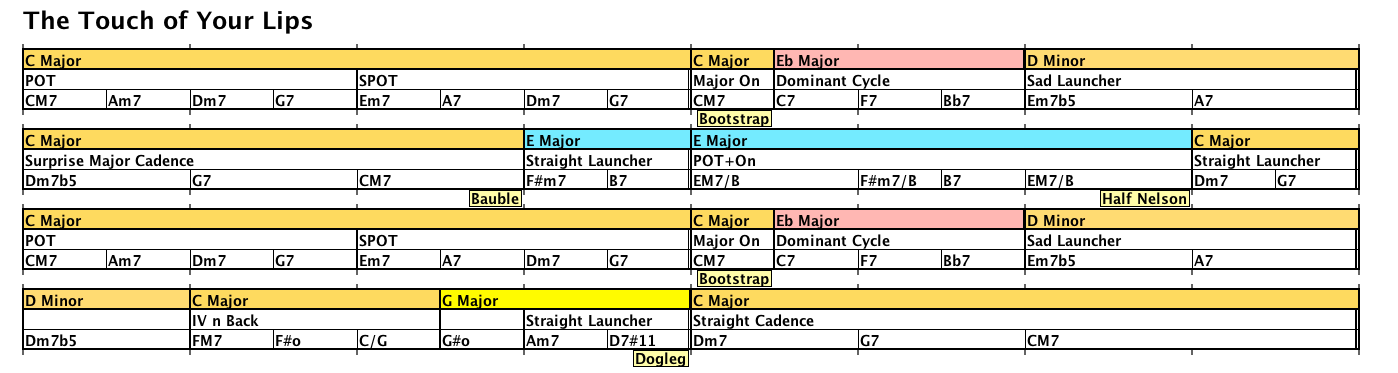 The Touch of Your Lips
C Major C Major Eb Major D Minor
POT SPOT Major On Dominant Cycle Sad Launcher
CM7 Am7 Dm7 G7 Em7 A7 Dm7 G7 CM7 C7 F7 Bb7 Em7b5 A7
Bootstrap
C Major E Major E Major C Major
Surprise Major Cadence Straight Launcher POT+On Straight Launcher
Dm7b5 G7 CM7 F#m7 B7 EM7/B F#m7/B B7 EM7/B Dm7 G7
Bauble Half Nelson
C Major C Major Eb Major D Minor
POT SPOT Major On Dominant Cycle Sad Launcher
CM7 Am7 Dm7 G7 Em7 A7 Dm7 G7 CM7 C7 F7 Bb7 Em7b5 A7
Bootstrap
D Minor C Major G Major C Major
IV n Back Straight Launcher Straight Cadence
Dm7b5 FM7 F#o C/G G#o Am7 D7#11 Dm7 G7 CM7
Dogleg